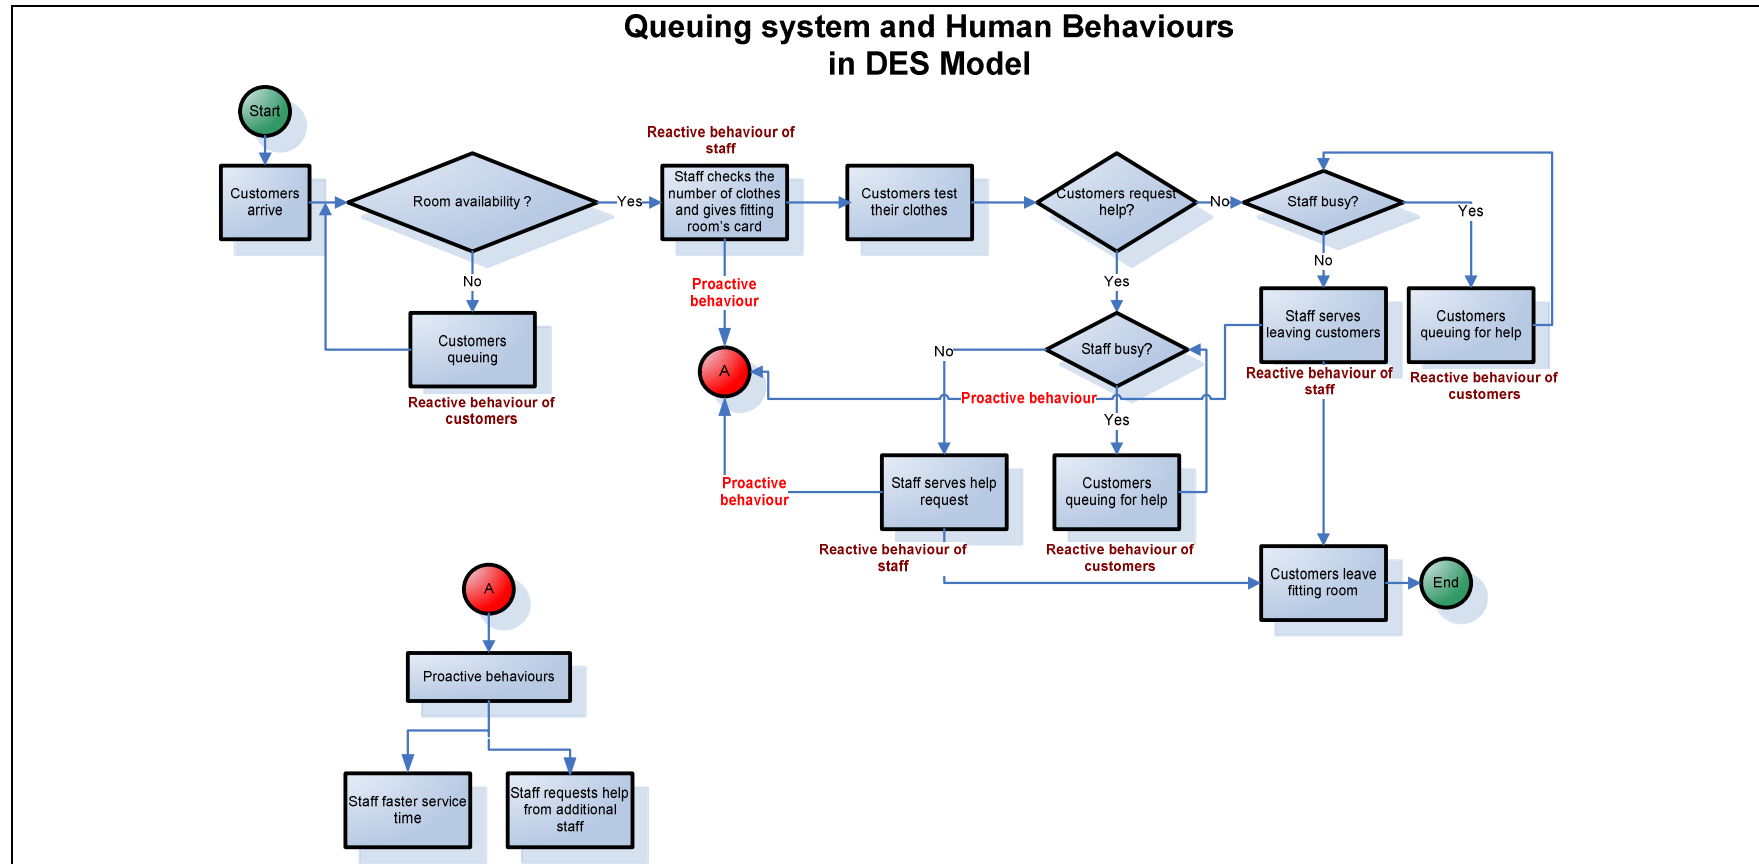 Queuing system and Human Behaviours
in DES Model
Start
Customers
arrive
Room availability ?
Yes
No
Customers
queuing
Reactive behaviour of
customers
Reactive behaviour of
staff
Staff checks the
number of clothes
and gives fitting
room's card
Proactive
behaviour
A
Customers test
their clothes
Customers request
help?
No
Yes
Staff busy?
Yes
No
Staff serves
leaving customers
Reactive behaviour of
staff
Customers
queuing for help
Reactive behaviour of
customers
Staff busy?
No
Yes
Proactive behaviour
Proactive
behaviour
Staff serves help
request
Reactive behaviour of
staff
Customers
queuing for help
Reactive behaviour of
customers
Customers leave
fitting room
End
A
Proactive behaviours
Staff faster service
time
Staff requests help
from additional
staff